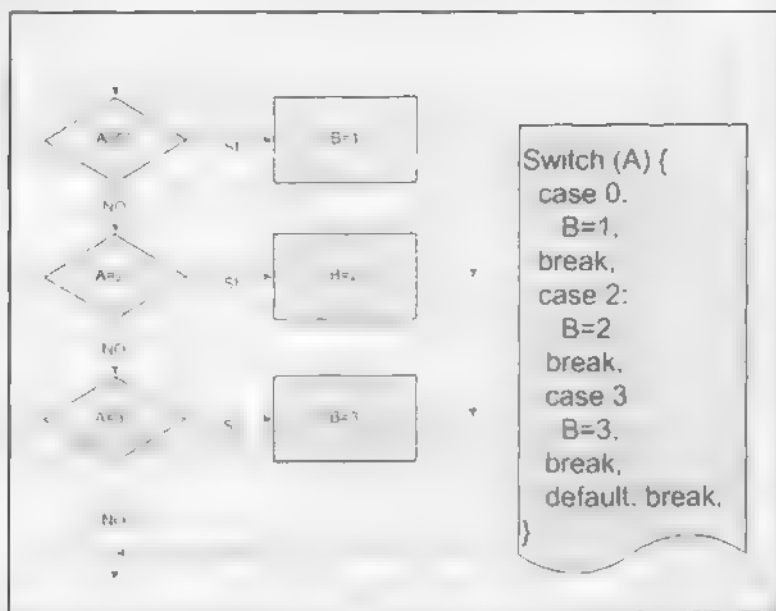 SI
B=1
NO
SI
NO
B=3
NO
Switch (A) {
case 0.
B=1,
break,
case 2:
B=2
break,
case 3
B=3,
break,
default. break,
}